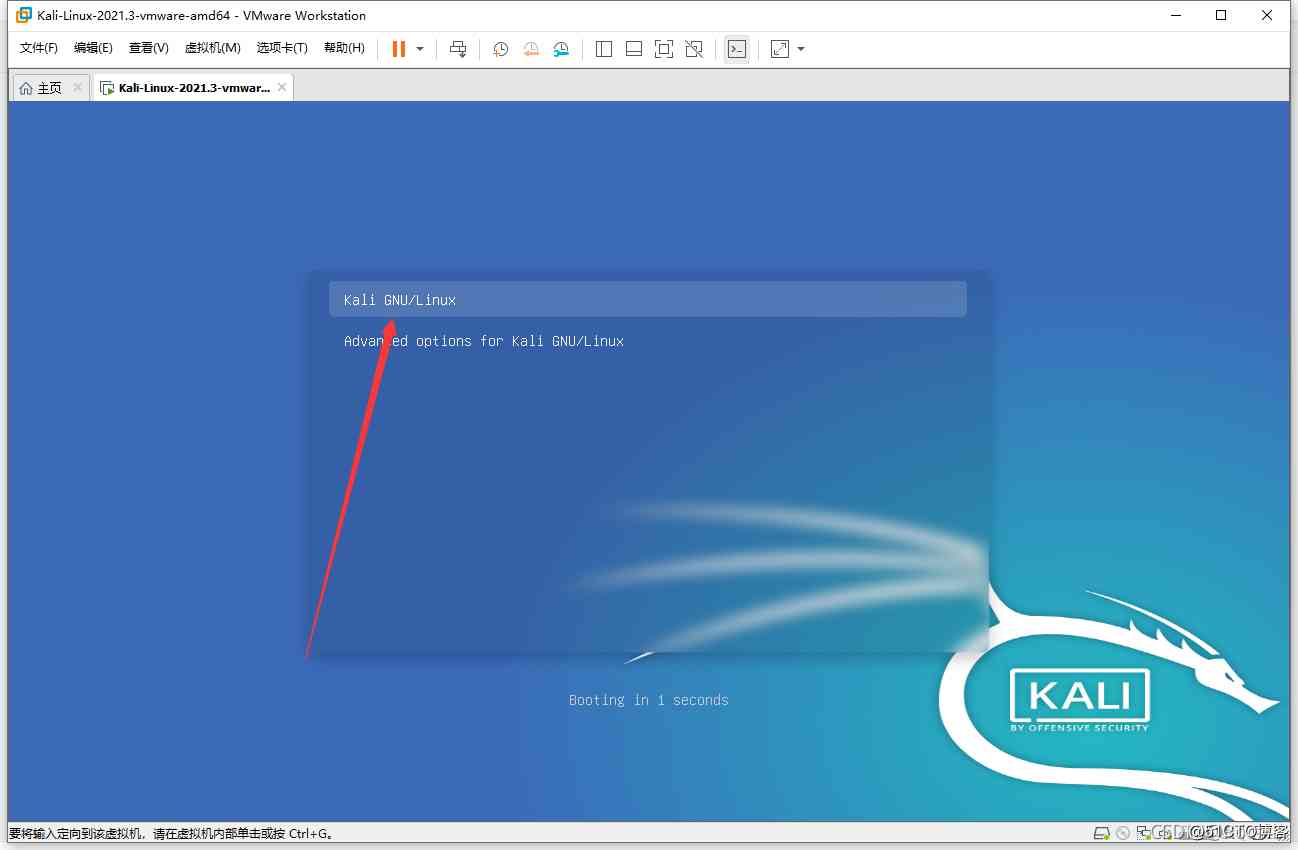 Kali-Linux-2021.3-vmware-amd64 - VMware Workstation
文件(F) 编辑(E) 查看(V) 虚拟机(M) 选项卡(T) 帮助(H)
主页 Kali-Linux-2021.3-vmwar...
Kali GNU/Linux
Advanced options for Kali GNU/Linux
Booting in 1 seconds
KALI
BY OFFENSIVE SECURITY
要将输入定向到该虚拟机，请在虚拟机内部单击或按 Ctrl+G。
@51CTO博客